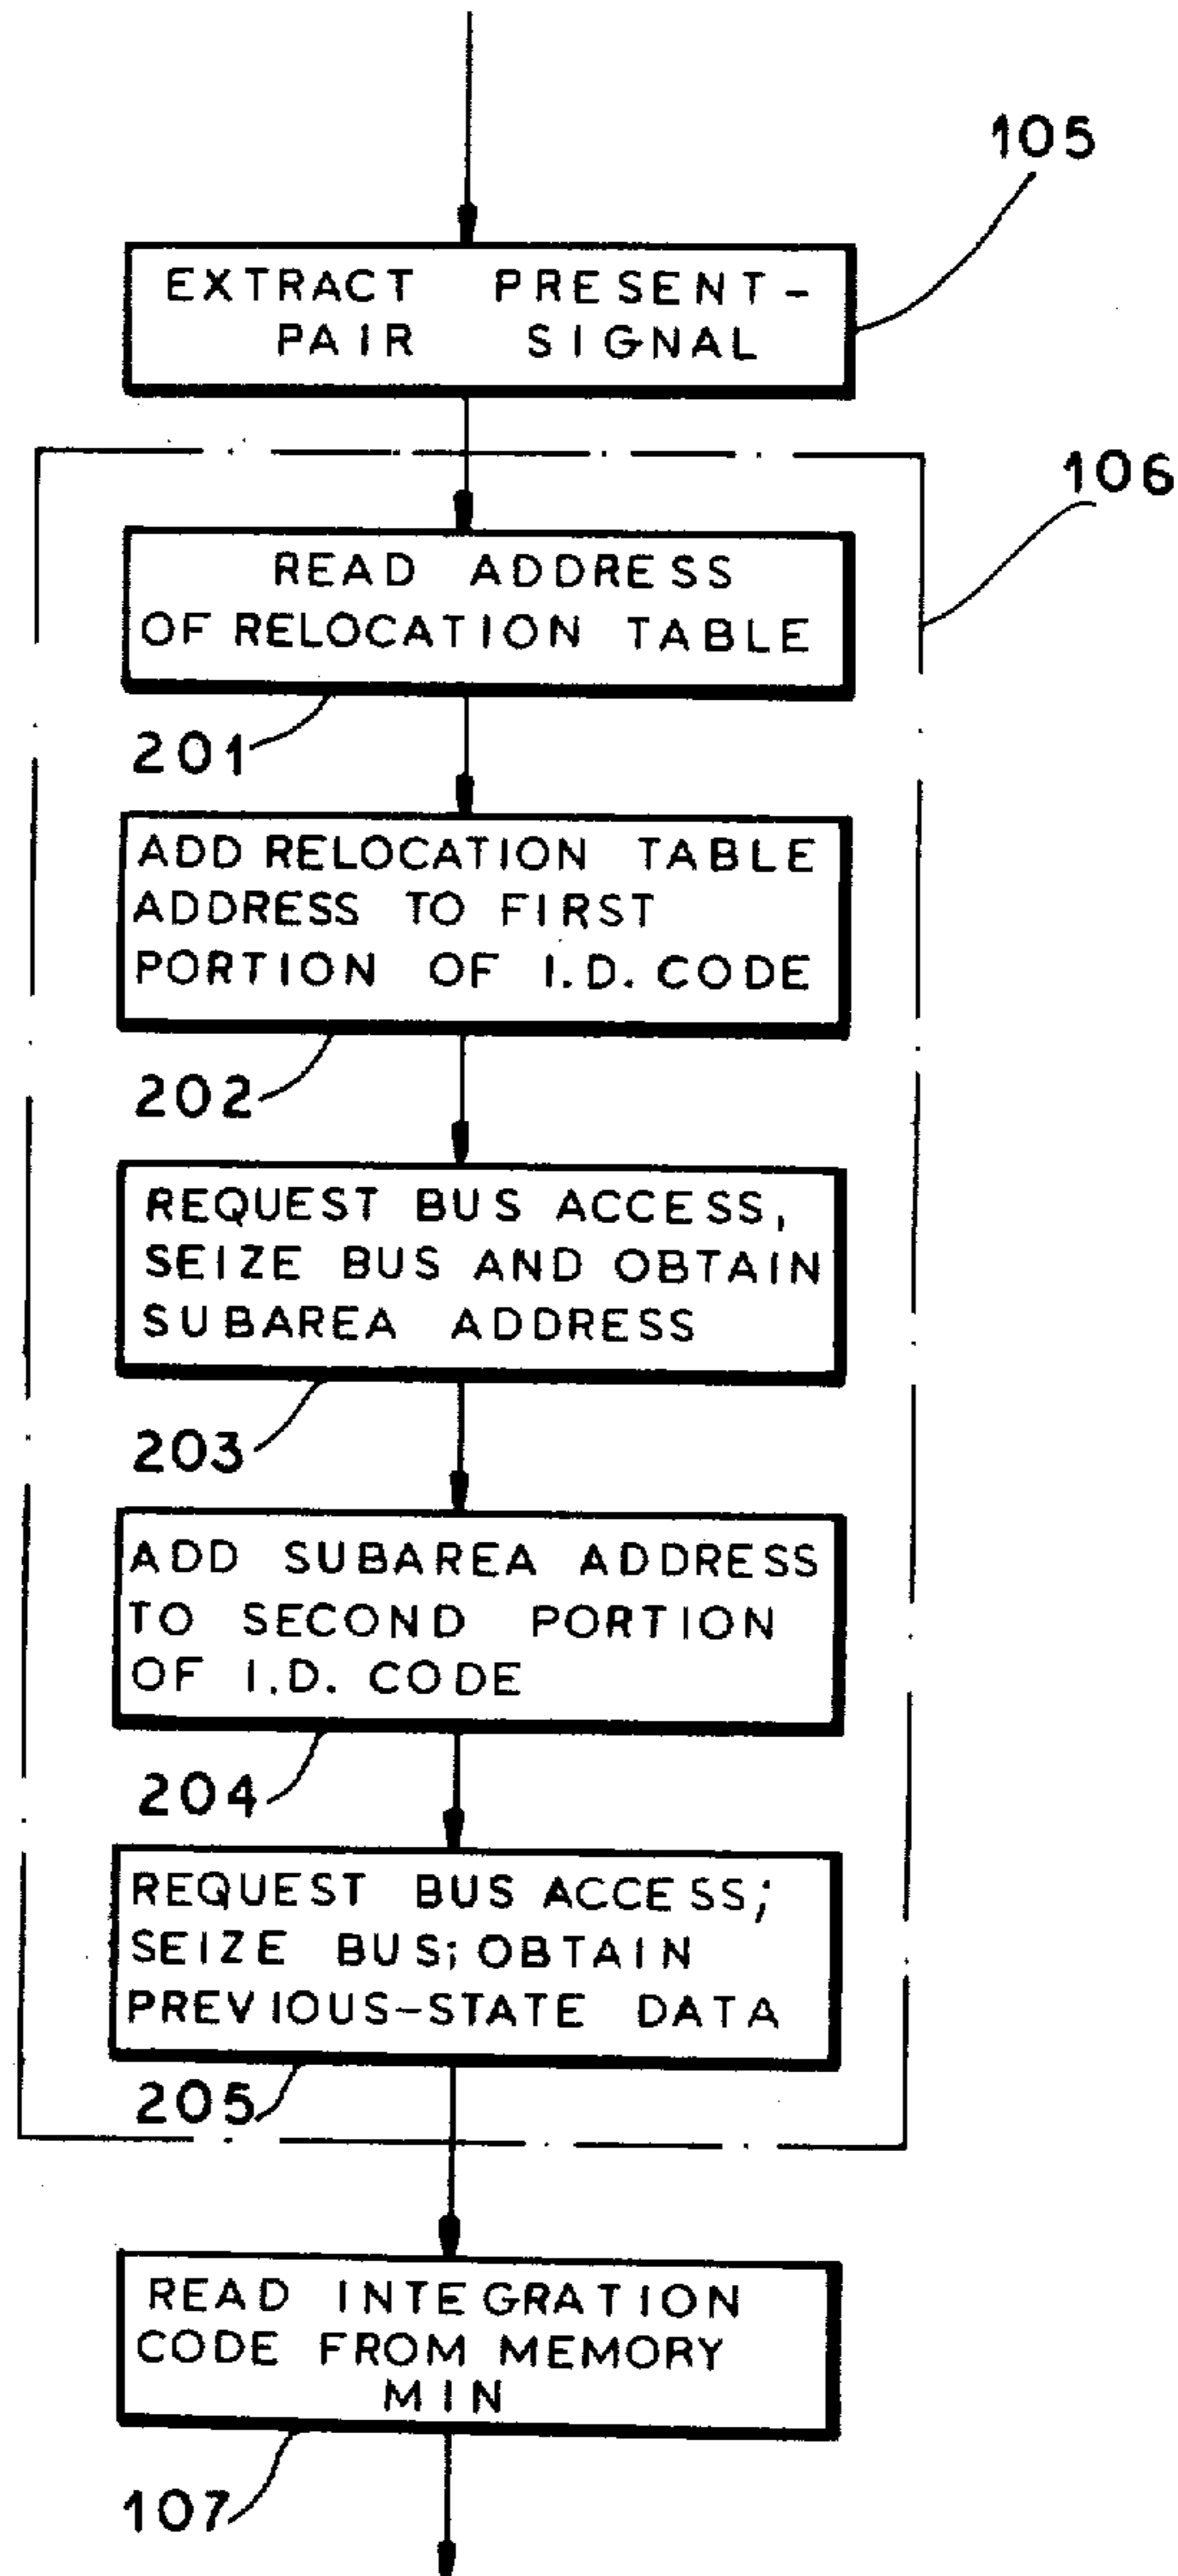 105
EXTRACT PRESENT-
PAIR SIGNAL
106
READ ADDRESS
OF RELOCATION TABLE
201
ADD RELOCATION TABLE
ADDRESS TO FIRST
PORTION OF I.D. CODE
202
REQUEST BUS ACCESS,
SEIZE BUS AND OBTAIN
SUBAREA ADDRESS
203
ADD SUBAREA ADDRESS
TO SECOND PORTION
OF I.D. CODE
204
REQUEST BUS ACCESS;
SEIZE BUS; OBTAIN
PREVIOUS-STATE DATA
205
READ INTEGRATION
CODE FROM MEMORY
MIN
107